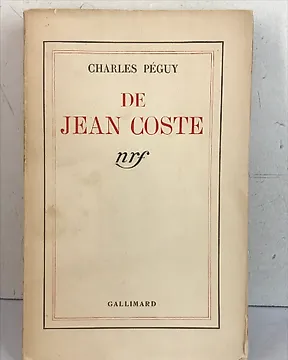 CHARLES PÉGUY
DE
JEAN COSTE
nrf
GALLIMARD